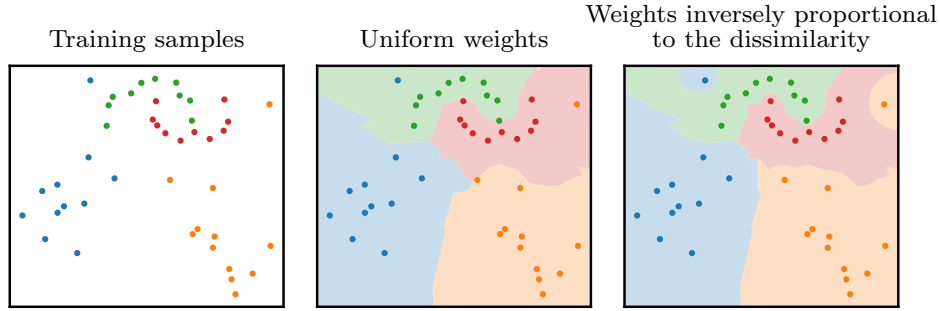 Training samples
Uniform weights
Weights inversely proportional
to the dissimilarity